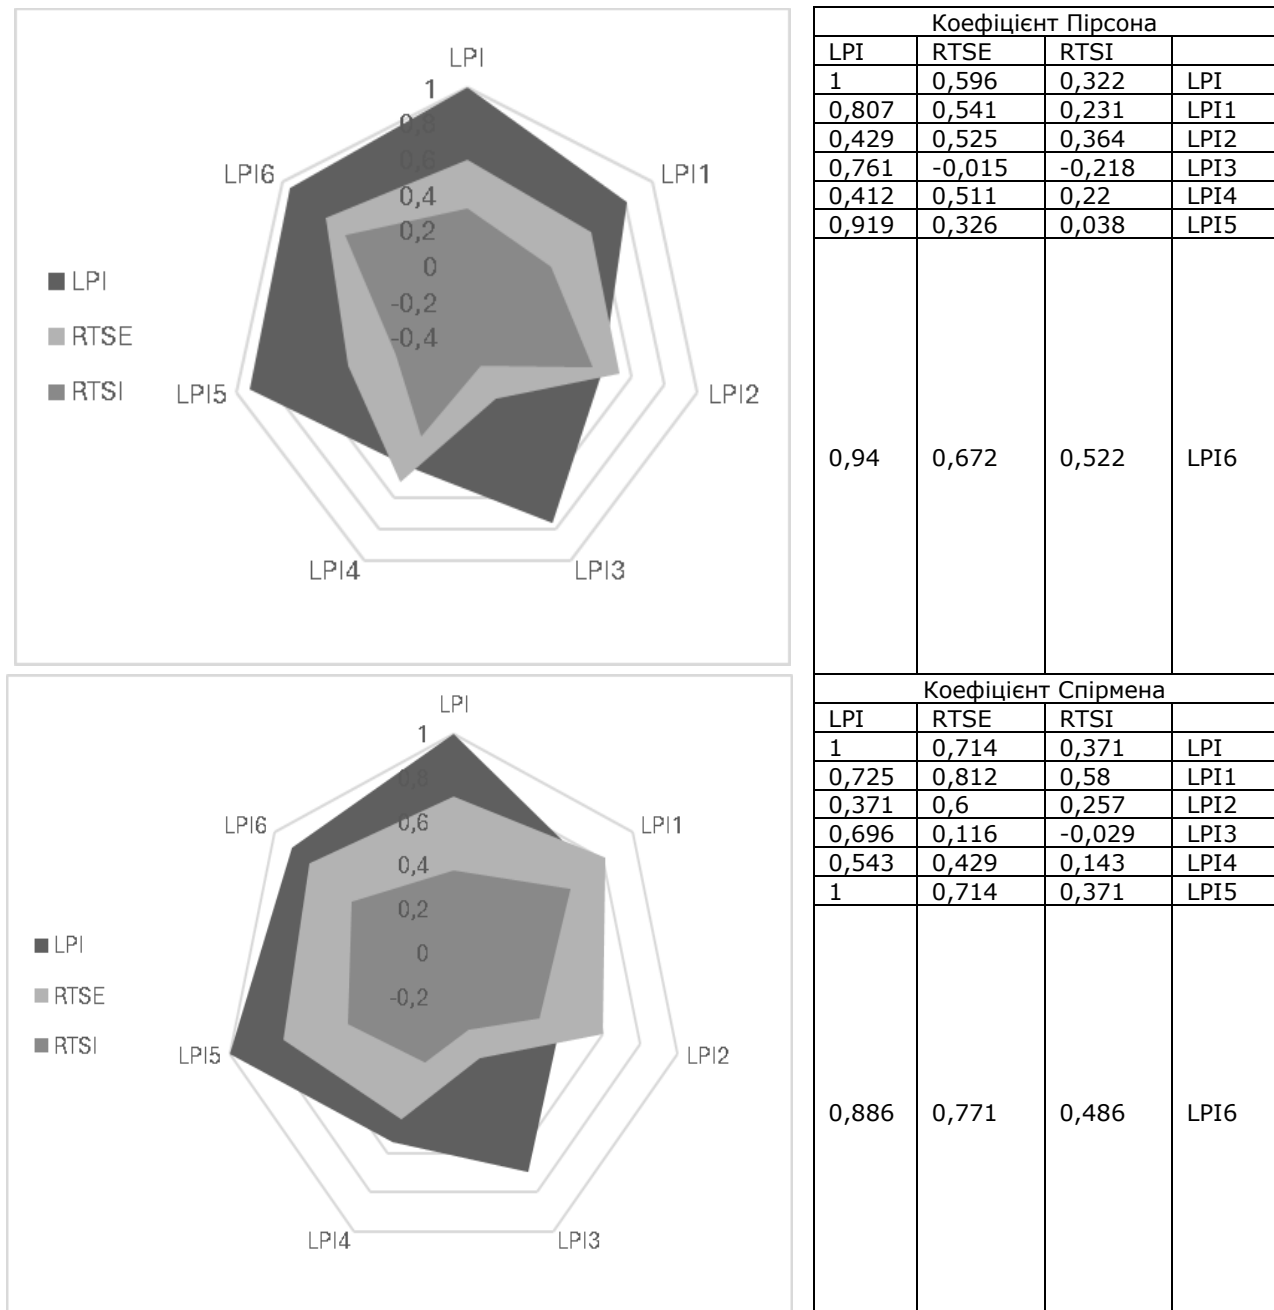 LPI
1
0,8
0,6
0,4
0,2
0
-0,2
-0,4
LPI1
LPI2
LPI3
LPI4
LPI5
LPI6
LPI
RTSE
RTSI
Коефіцієнт Пірсона
LPI RTSE RTSI
1 0,596 0,322 LPI
0,807 0,541 0,231 LPI1
0,429 0,525 0,364 LPI2
0,761 -0,015 -0,218 LPI3
0,412 0,511 0,22 LPI4
0,919 0,326 0,038 LPI5
0,94 0,672 0,522 LPI6
LPI
1
0,8
0,6
0,4
0,2
0
-0,2
LPI1
LPI2
LPI3
LPI4
LPI5
LPI6
LPI
RTSE
RTSI
Коефіцієнт Спірмена
LPI RTSE RTSI
1 0,714 0,371 LPI
0,725 0,812 0,58 LPI1
0,371 0,6 0,257 LPI2
0,696 0,116 -0,029 LPI3
0,543 0,429 0,143 LPI4
1 0,714 0,371 LPI5
0,886 0,771 0,486 LPI6